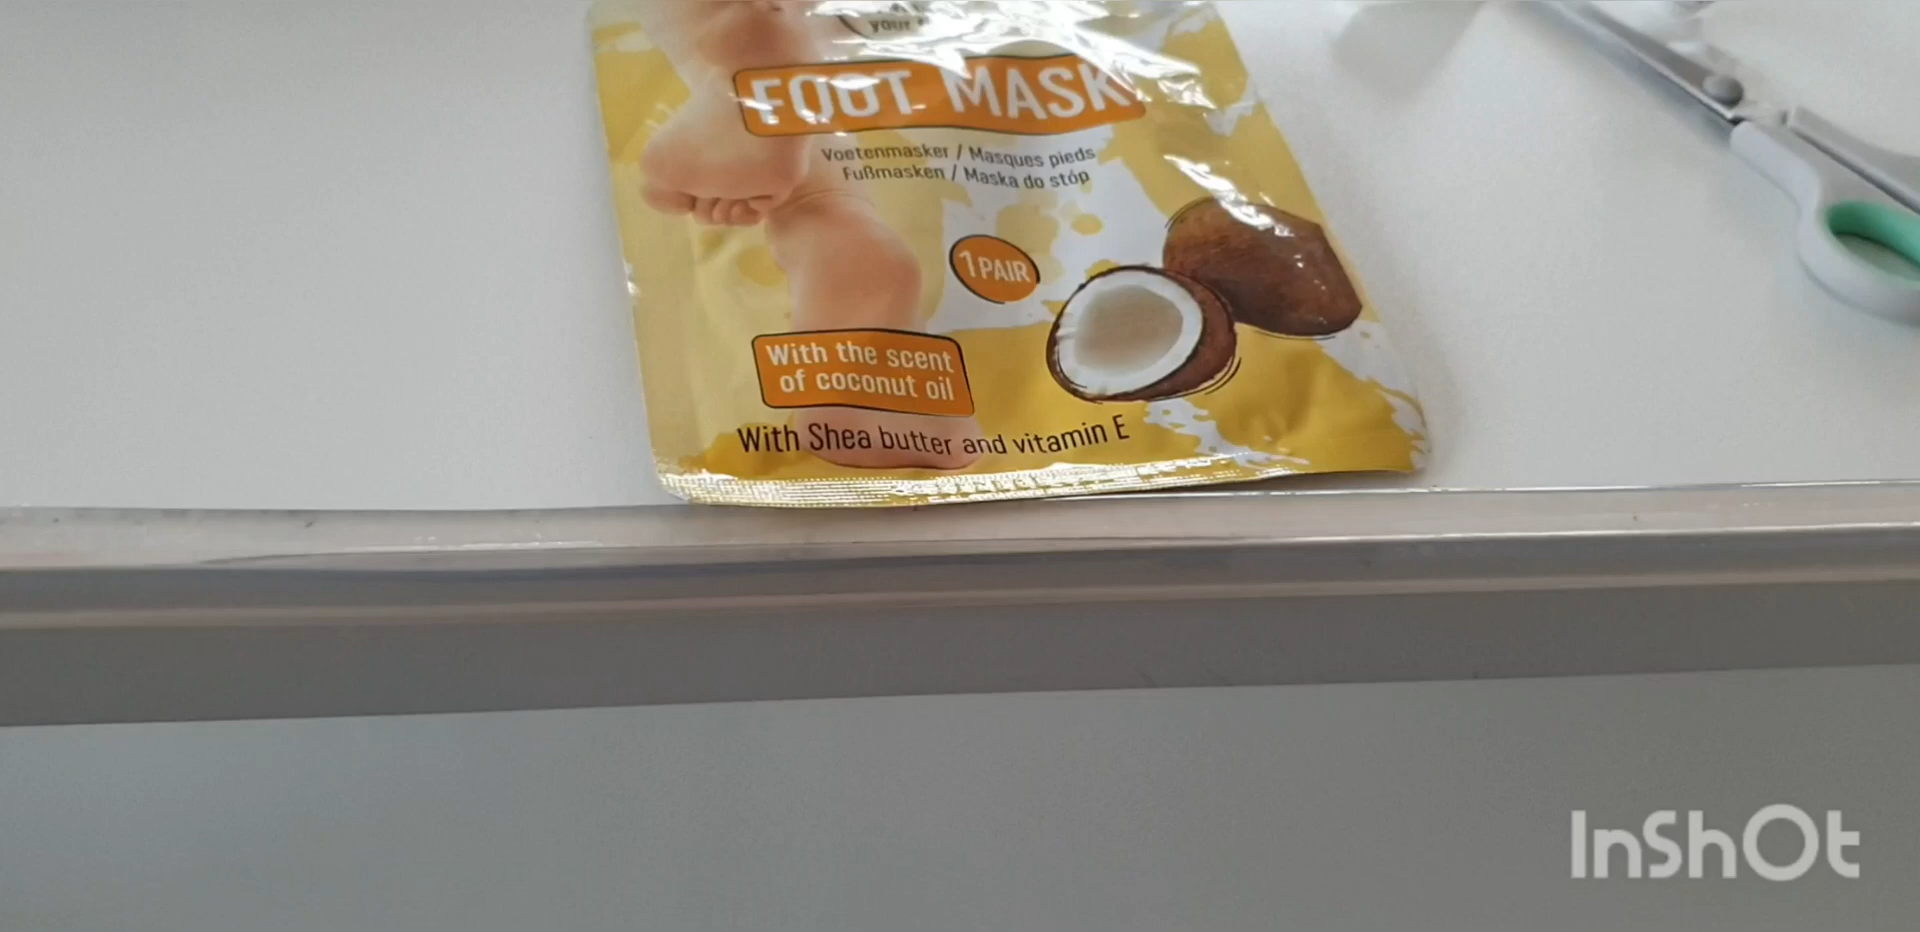 your
FOOT MASK
Voetenmasker / Masques pieds
Fußmasken / Maska do stóp
1 PAIR
With the scent
of coconut oil
With Shea butter and vitamin E
InShOt